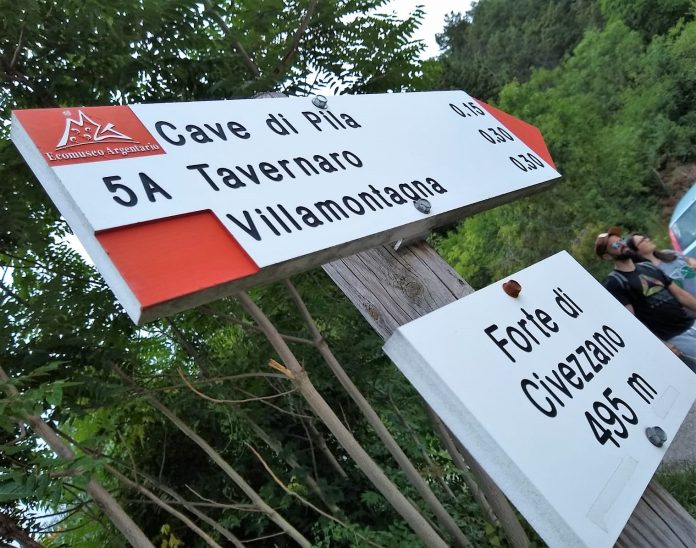 Ecomuseo Argentario
Cave di Pila 0.15
5A Tavernaro 0.30
Villamontagna 0.30
Forte di
Civezzano
495 m